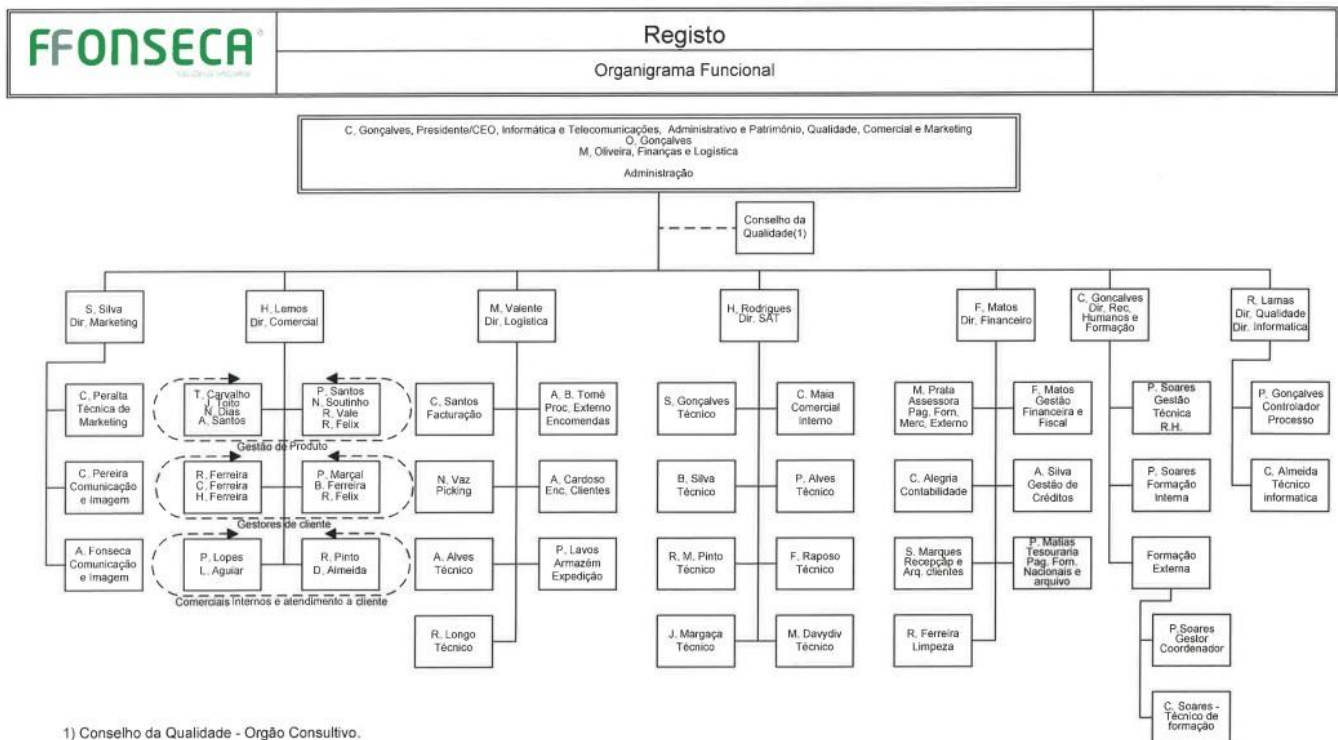 FFONSECA
Registo
Organigrama Funcional
C, Gonçalves, Presidente/CEO, Informática e Telecomunicações, Administrativo e Património, Qualidade, Comercial e Marketing
O, Gonçalves
M, Oliveira, Finanças e Logística
Administração
Conselho da
Qualidade(1)
S, Silva
Dir, Marketing
H, Lemos
Dir, Comercial
M, Valente
Dir, Logística
H, Rodrigues
Dir. SAT
F, Matos
Dir, Financeiro
C, Goncalves
Dir, Rec,
Humanos e
Formação
R, Lamas
Dir, Qualidade
Dir. Informatica
C, Peralta
Técnica de
Marketing
T, Carvalho
J, Toito
N, Dias
A, Santos
P, Santos
N, Soutinho
R, Vale
R, Felix
Gestão de Produto
C, Santos
Facturação
A, B. Tomé
Proc, Externo
Encomendas
S, Gonçalves
Técnico
C, Maia
Comercial
Interno
M, Prata
Assessora
Pag. Forn.
Merc, Externo
F, Matos
Gestão
Financeira e
Fiscal
P, Soares
Gestão
Técnica
R.H.
P, Gonçalves
Controlador
Processo
C, Pereira
Comunicação
e Imagem
R, Ferreira
C, Ferreira
H, Ferreira
P, Marçal
B, Ferreira
R, Felix
Gestores de cliente
N, Vaz
Picking
A, Cardoso
Enc, Clientes
B, Silva
Técnico
P, Alves
Técnico
C, Alegria
Contabilidade
A, Silva
Gestão de
Créditos
P, Soares
Formação
Interna
C, Almeida
Técnico
informatica
A, Fonseca
Comunicação
e Imagem
P, Lopes
L, Aguiar
R, Pinto
D, Almeida
Comerciais Internos e atendimento a cliente
A, Alves
Técnico
P, Lavos
Armazém
Expedição
R, M, Pinto
Técnico
F, Raposo
Técnico
S, Marques
Recepção e
Arq. clientes
P, Matias
Tesouraria
Pag. Forn.
Nacionais e
arquivo
Formação
Externa
R, Longo
Técnico
J, Margaça
Técnico
M, Davydiv
Técnico
R, Ferreira
Limpeza
P,Soares
Gestor
Coordenador
C, Soares -
Técnico de
formação
1) Conselho da Qualidade - Orgão Consultivo.